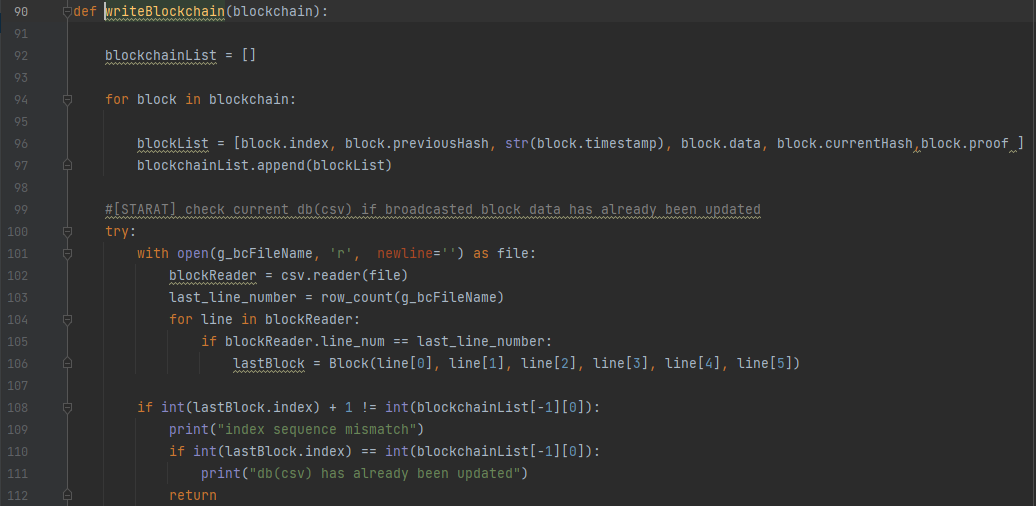 90 def writeBlockchain(blockchain):
91
92     blockchainList = []
93
94     for block in blockchain:
95
96         blockList = [block.index, block.previousHash, str(block.timestamp), block.data, block.currentHash,block.proof ]
97         blockchainList.append(blockList)
98
99     #[STARAT] check current db(csv) if broadcasted block data has already been updated
100     try:
101         with open(g_bcFileName, 'r',  newline='') as file:
102             blockReader = csv.reader(file)
103             last_line_number = row_count(g_bcFileName)
104             for line in blockReader:
105                 if blockReader.line_num == last_line_number:
106                     lastBlock = Block(line[0], line[1], line[2], line[3], line[4], line[5])
107
108         if int(lastBlock.index) + 1 != int(blockchainList[-1][0]):
109             print("index sequence mismatch")
110             if int(lastBlock.index) == int(blockchainList[-1][0]):
111                 print("db(csv) has already been updated")
112             return